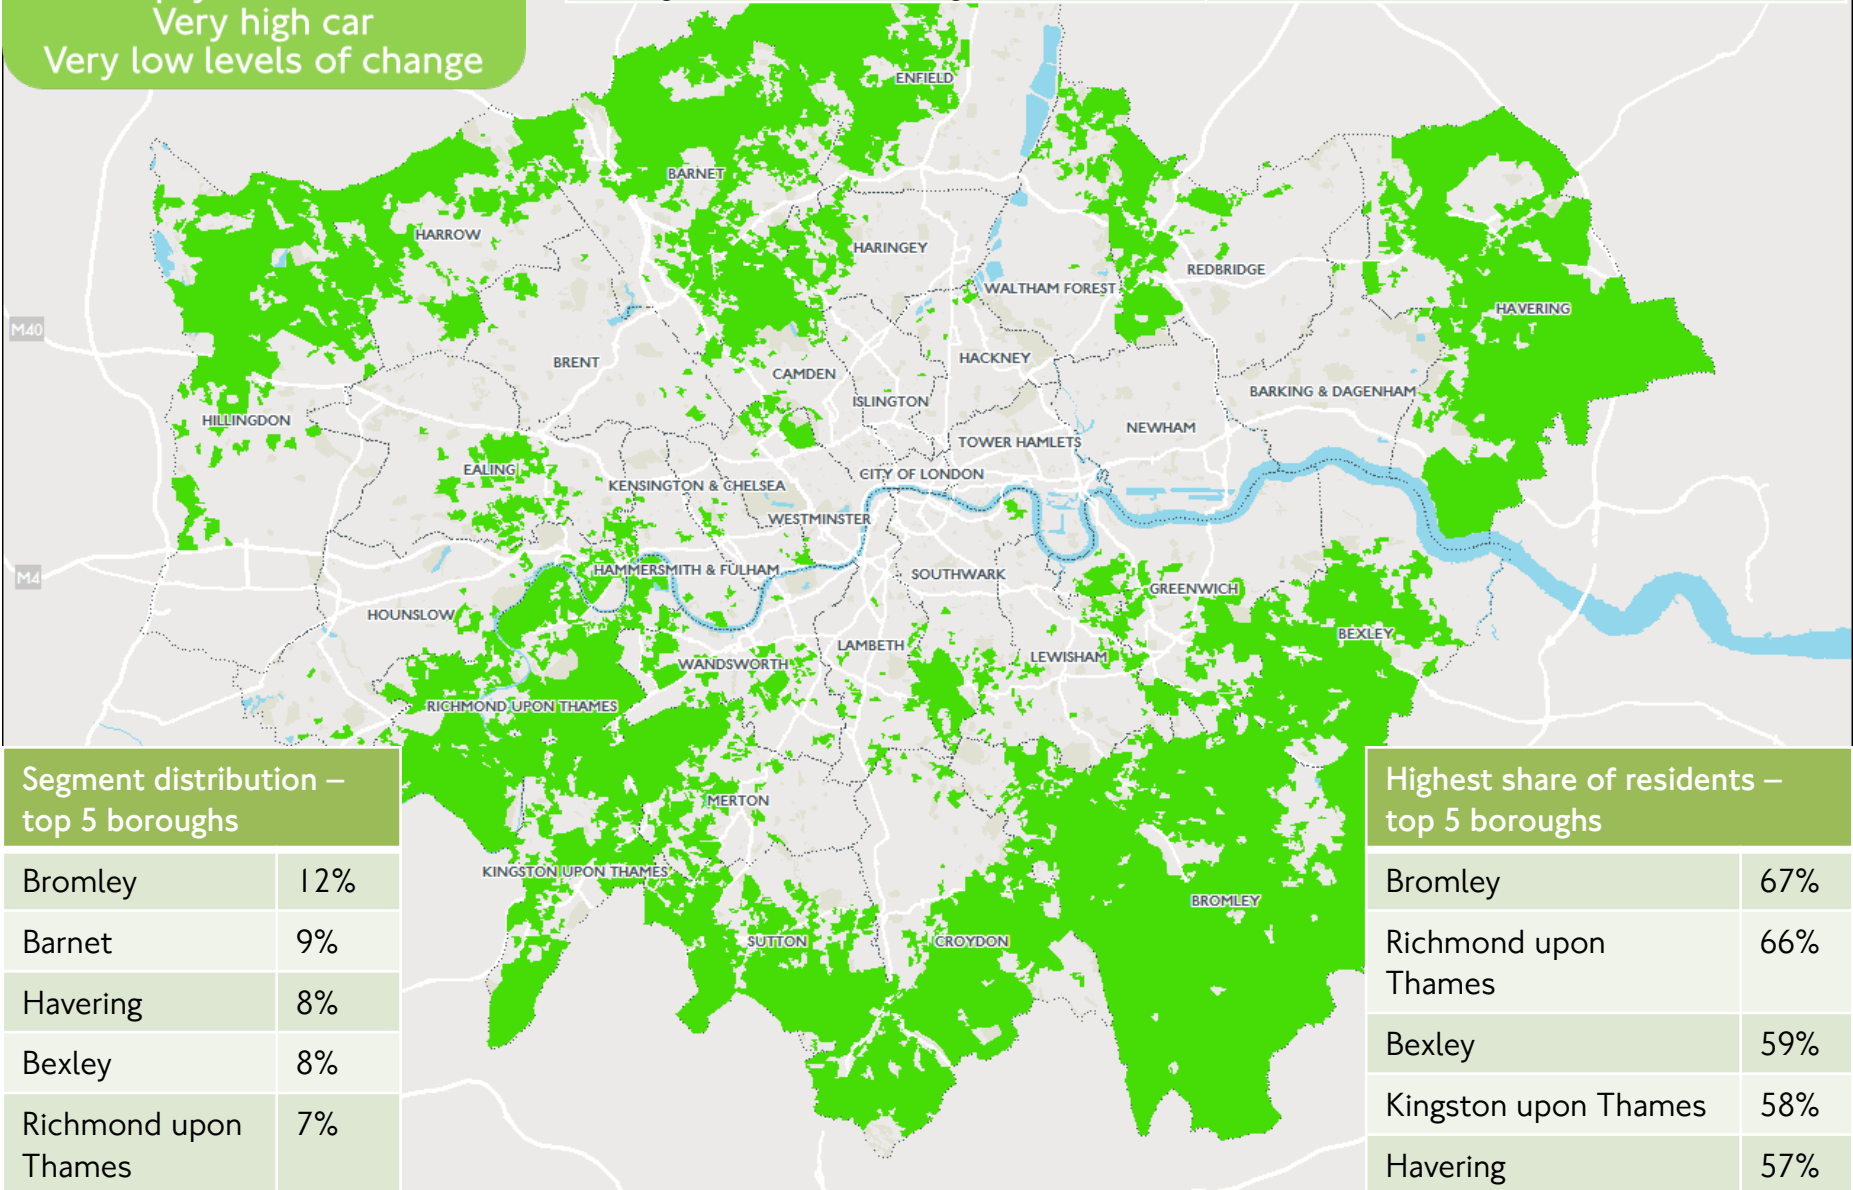 Very high car
Very low levels of change
ENFIELD
BARNET
HARROW
HARINGEY
REDBRIDGE
WALTHAM FOREST
HAVERING
M40
BRENT
HACKNEY
CAMDEN
BARKING & DAGENHAM
ISLINGTON
HILLINGDON
NEWHAM
TOWER HAMLETS
EALING
CITY OF LONDON
KENSINGTON & CHELSEA
WESTMINSTER
M4
HAMMERSMITH & FULHAM
SOUTHWARK
GREENWICH
HOUNSLOW
BEXLEY
LAMBETH
LEWISHAM
WANDSWORTH
RICHMOND UPON THAMES
MERTON
KINGSTON UPON THAMES
BROMLEY
SUTTON
CROYDON
Segment distribution –
top 5 boroughs
Bromley 12%
Barnet 9%
Havering 8%
Bexley 8%
Richmond upon 7%
Thames
Highest share of residents –
top 5 boroughs
Bromley 67%
Richmond upon 66%
Thames
Bexley 59%
Kingston upon Thames 58%
Havering 57%